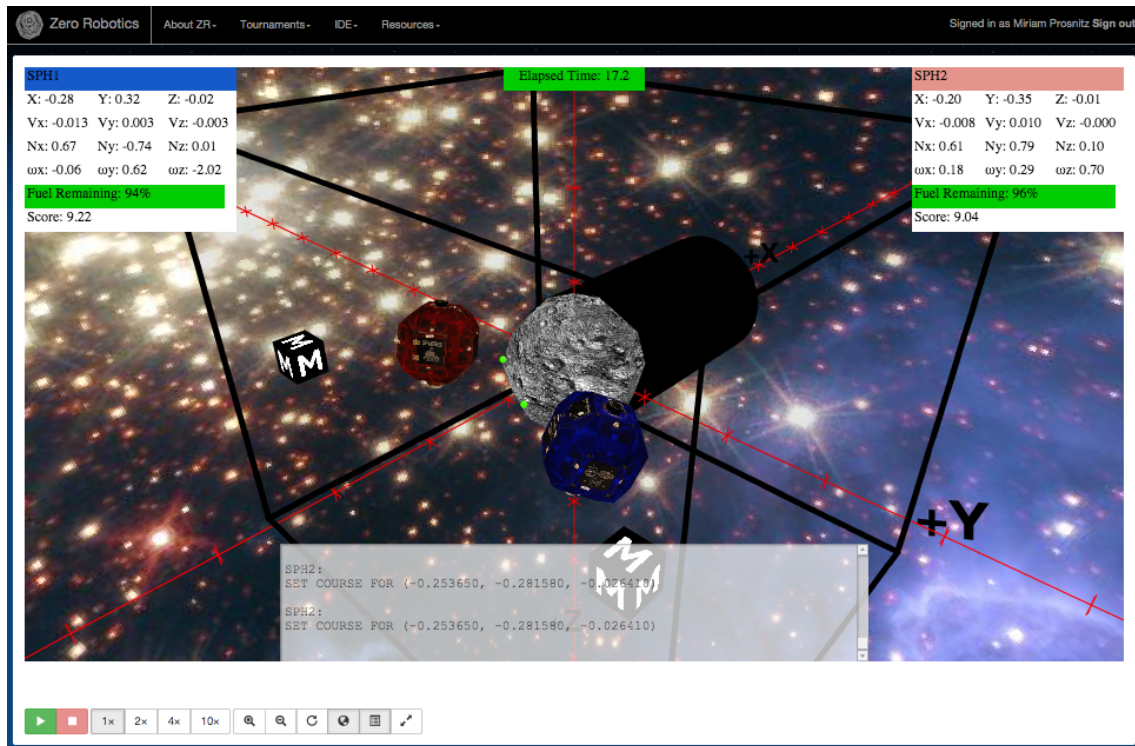 Zero Robotics About ZR Tournaments IDE Resources Signed in as Miriam Prosnitz Sign out
SPH1
X: -0.28 Y: 0.32 Z: -0.02
Vx: -0.013 Vy: 0.003 Vz: -0.003
Nx: 0.67 Ny: -0.74 Nz: 0.01
ωx: -0.06 ωy: 0.62 ωz: -2.02
Fuel Remaining: 94%
Score: 9.22
Elapsed Time: 17.2
SPH2
X: -0.20 Y: -0.35 Z: -0.01
Vx: -0.008 Vy: 0.010 Vz: -0.000
Nx: 0.61 Ny: 0.79 Nz: 0.10
ωx: 0.18 ωy: 0.29 ωz: 0.70
Fuel Remaining: 96%
Score: 9.04
+X
M
M M
+Y
M
M M
Z
SPH2:
SET COURSE FOR (-0.253650, -0.281580, -0.026410)
SPH2:
SET COURSE FOR (-0.253650, -0.281580, -0.026410)
1x 2x 4x 10x